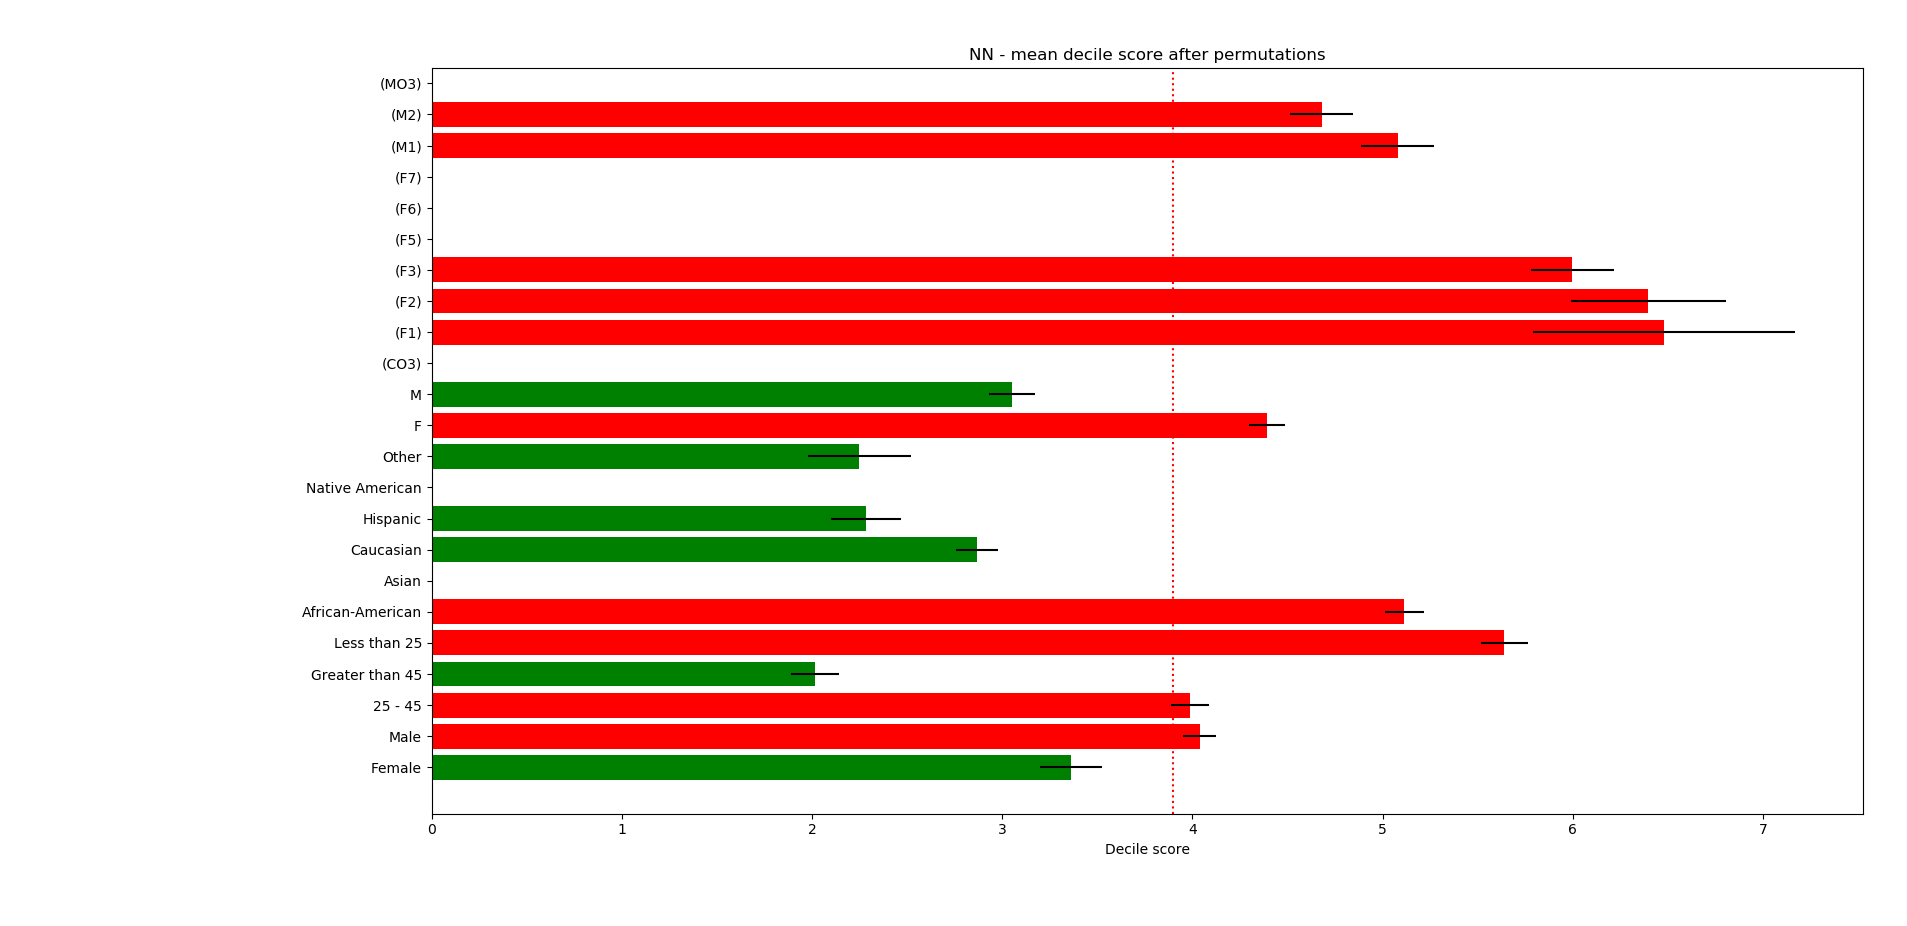 NN - mean decile score after permutations
(MO3)
(M2)
(M1)
(F7)
(F6)
(F5)
(F3)
(F2)
(F1)
(CO3)
M
F
Other
Native American
Hispanic
Caucasian
Asian
African-American
Less than 25
Greater than 45
25 - 45
Male
Female
0 1 2 3 4 5 6 7
Decile score